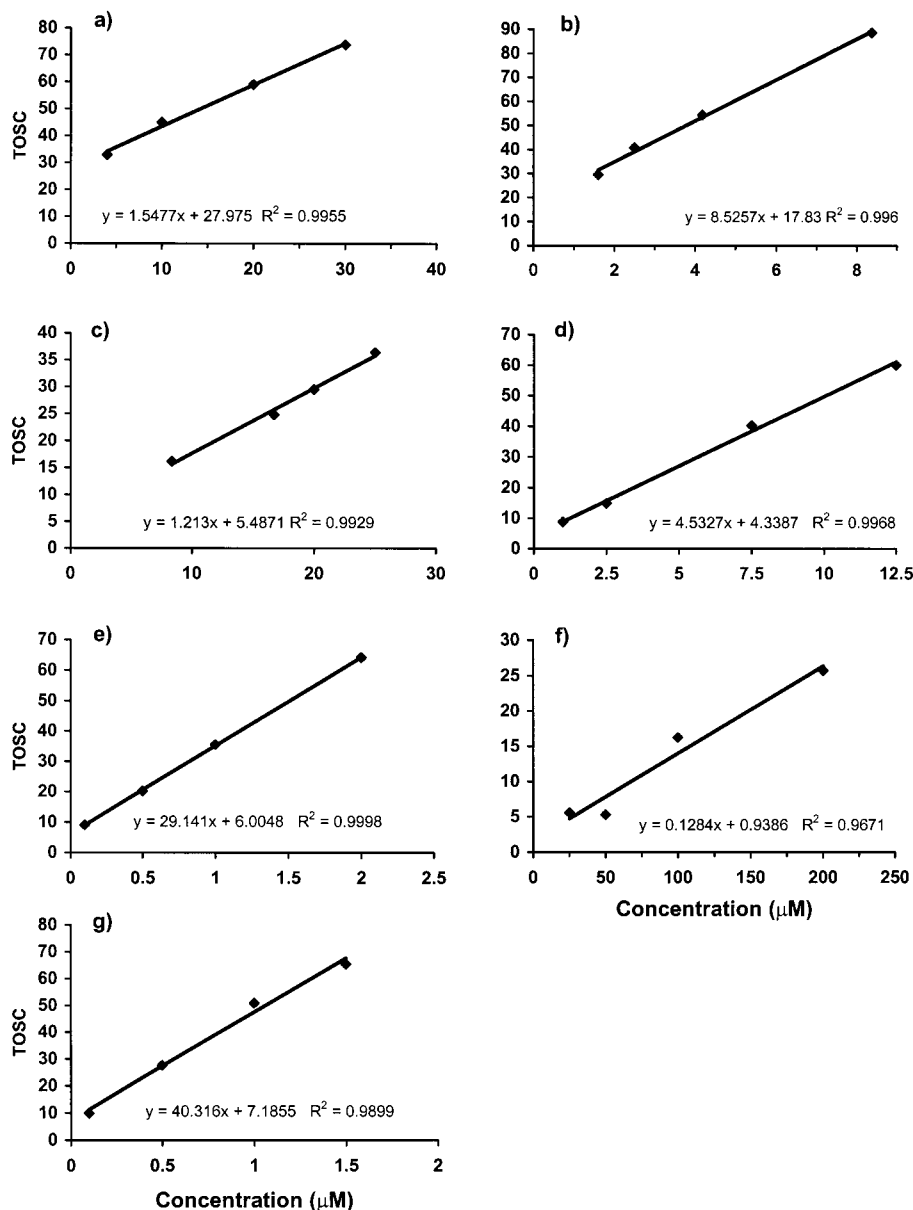 a)
80
70
60
50
40
30
20
10
0
TOSC
y = 1.5477x + 27.975 R² = 0.9955
0 10 20 30 40
b)
90
80
70
60
50
40
30
20
10
0
y = 8.5257x + 17.83 R² = 0.996
0 2 4 6 8
c)
40
35
30
25
20
15
10
5
0
TOSC
y = 1.213x + 5.4871 R² = 0.9929
0 10 20 30
d)
70
60
50
40
30
20
10
0
y = 4.5327x + 4.3387 R² = 0.9968
0 2.5 5 7.5 10 12.5
e)
70
60
50
40
30
20
10
0
TOSC
y = 29.141x + 6.0048 R² = 0.9998
0 0.5 1 1.5 2 2.5
f)
30
25
20
15
10
5
0
y = 0.1284x + 0.9386 R² = 0.9671
0 50 100 150 200 250
Concentration (μM)
g)
80
70
60
50
40
30
20
10
0
TOSC
y = 40.316x + 7.1855 R² = 0.9899
0 0.5 1 1.5 2
Concentration (μM)